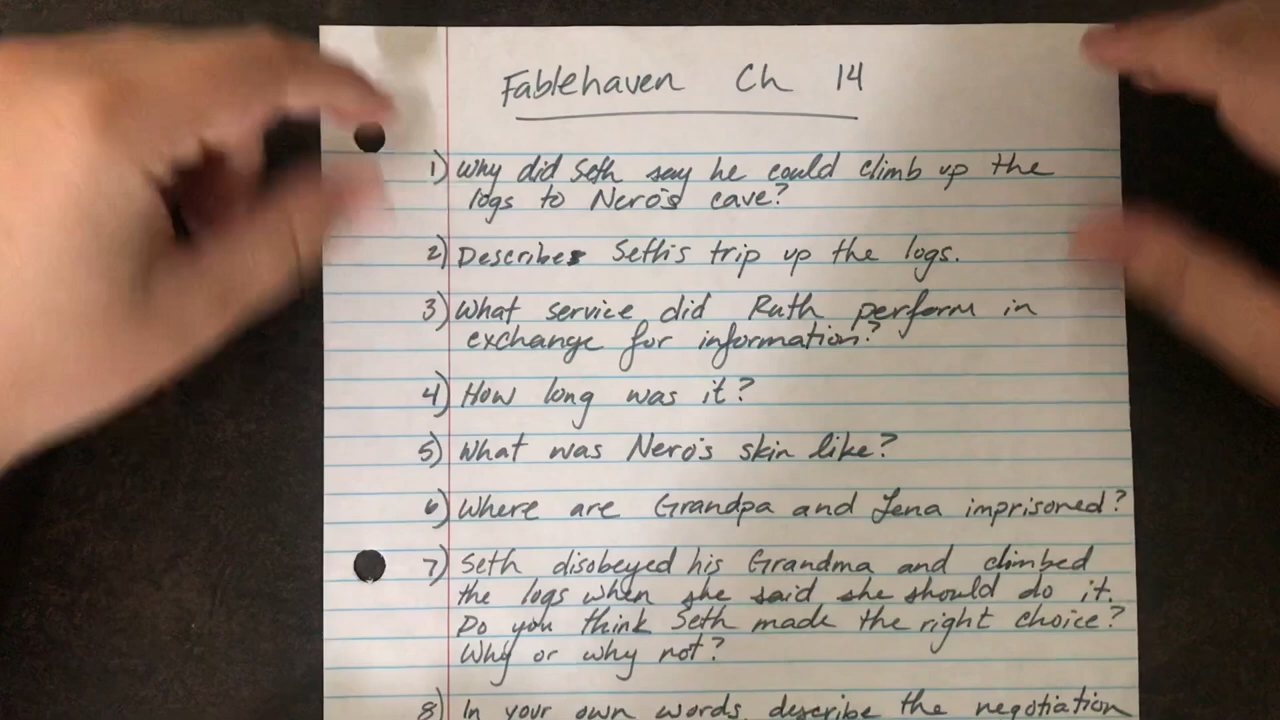 Fablehaven Ch 14
1) Why did Seth say he could climb up the
logs to Nero's cave?
2) Describe Seth's trip up the logs.
3) What service did Ruth perform in
exchange for information?
4) How long was it?
5) What was Nero's skin like?
6) Where are Grandpa and Lena imprisoned?
7) Seth disobeyed his Grandma and climbed
the logs when she said she should do it.
Do you think Seth made the right choice?
Why or why not?
8) In your own words, describe the negotiation